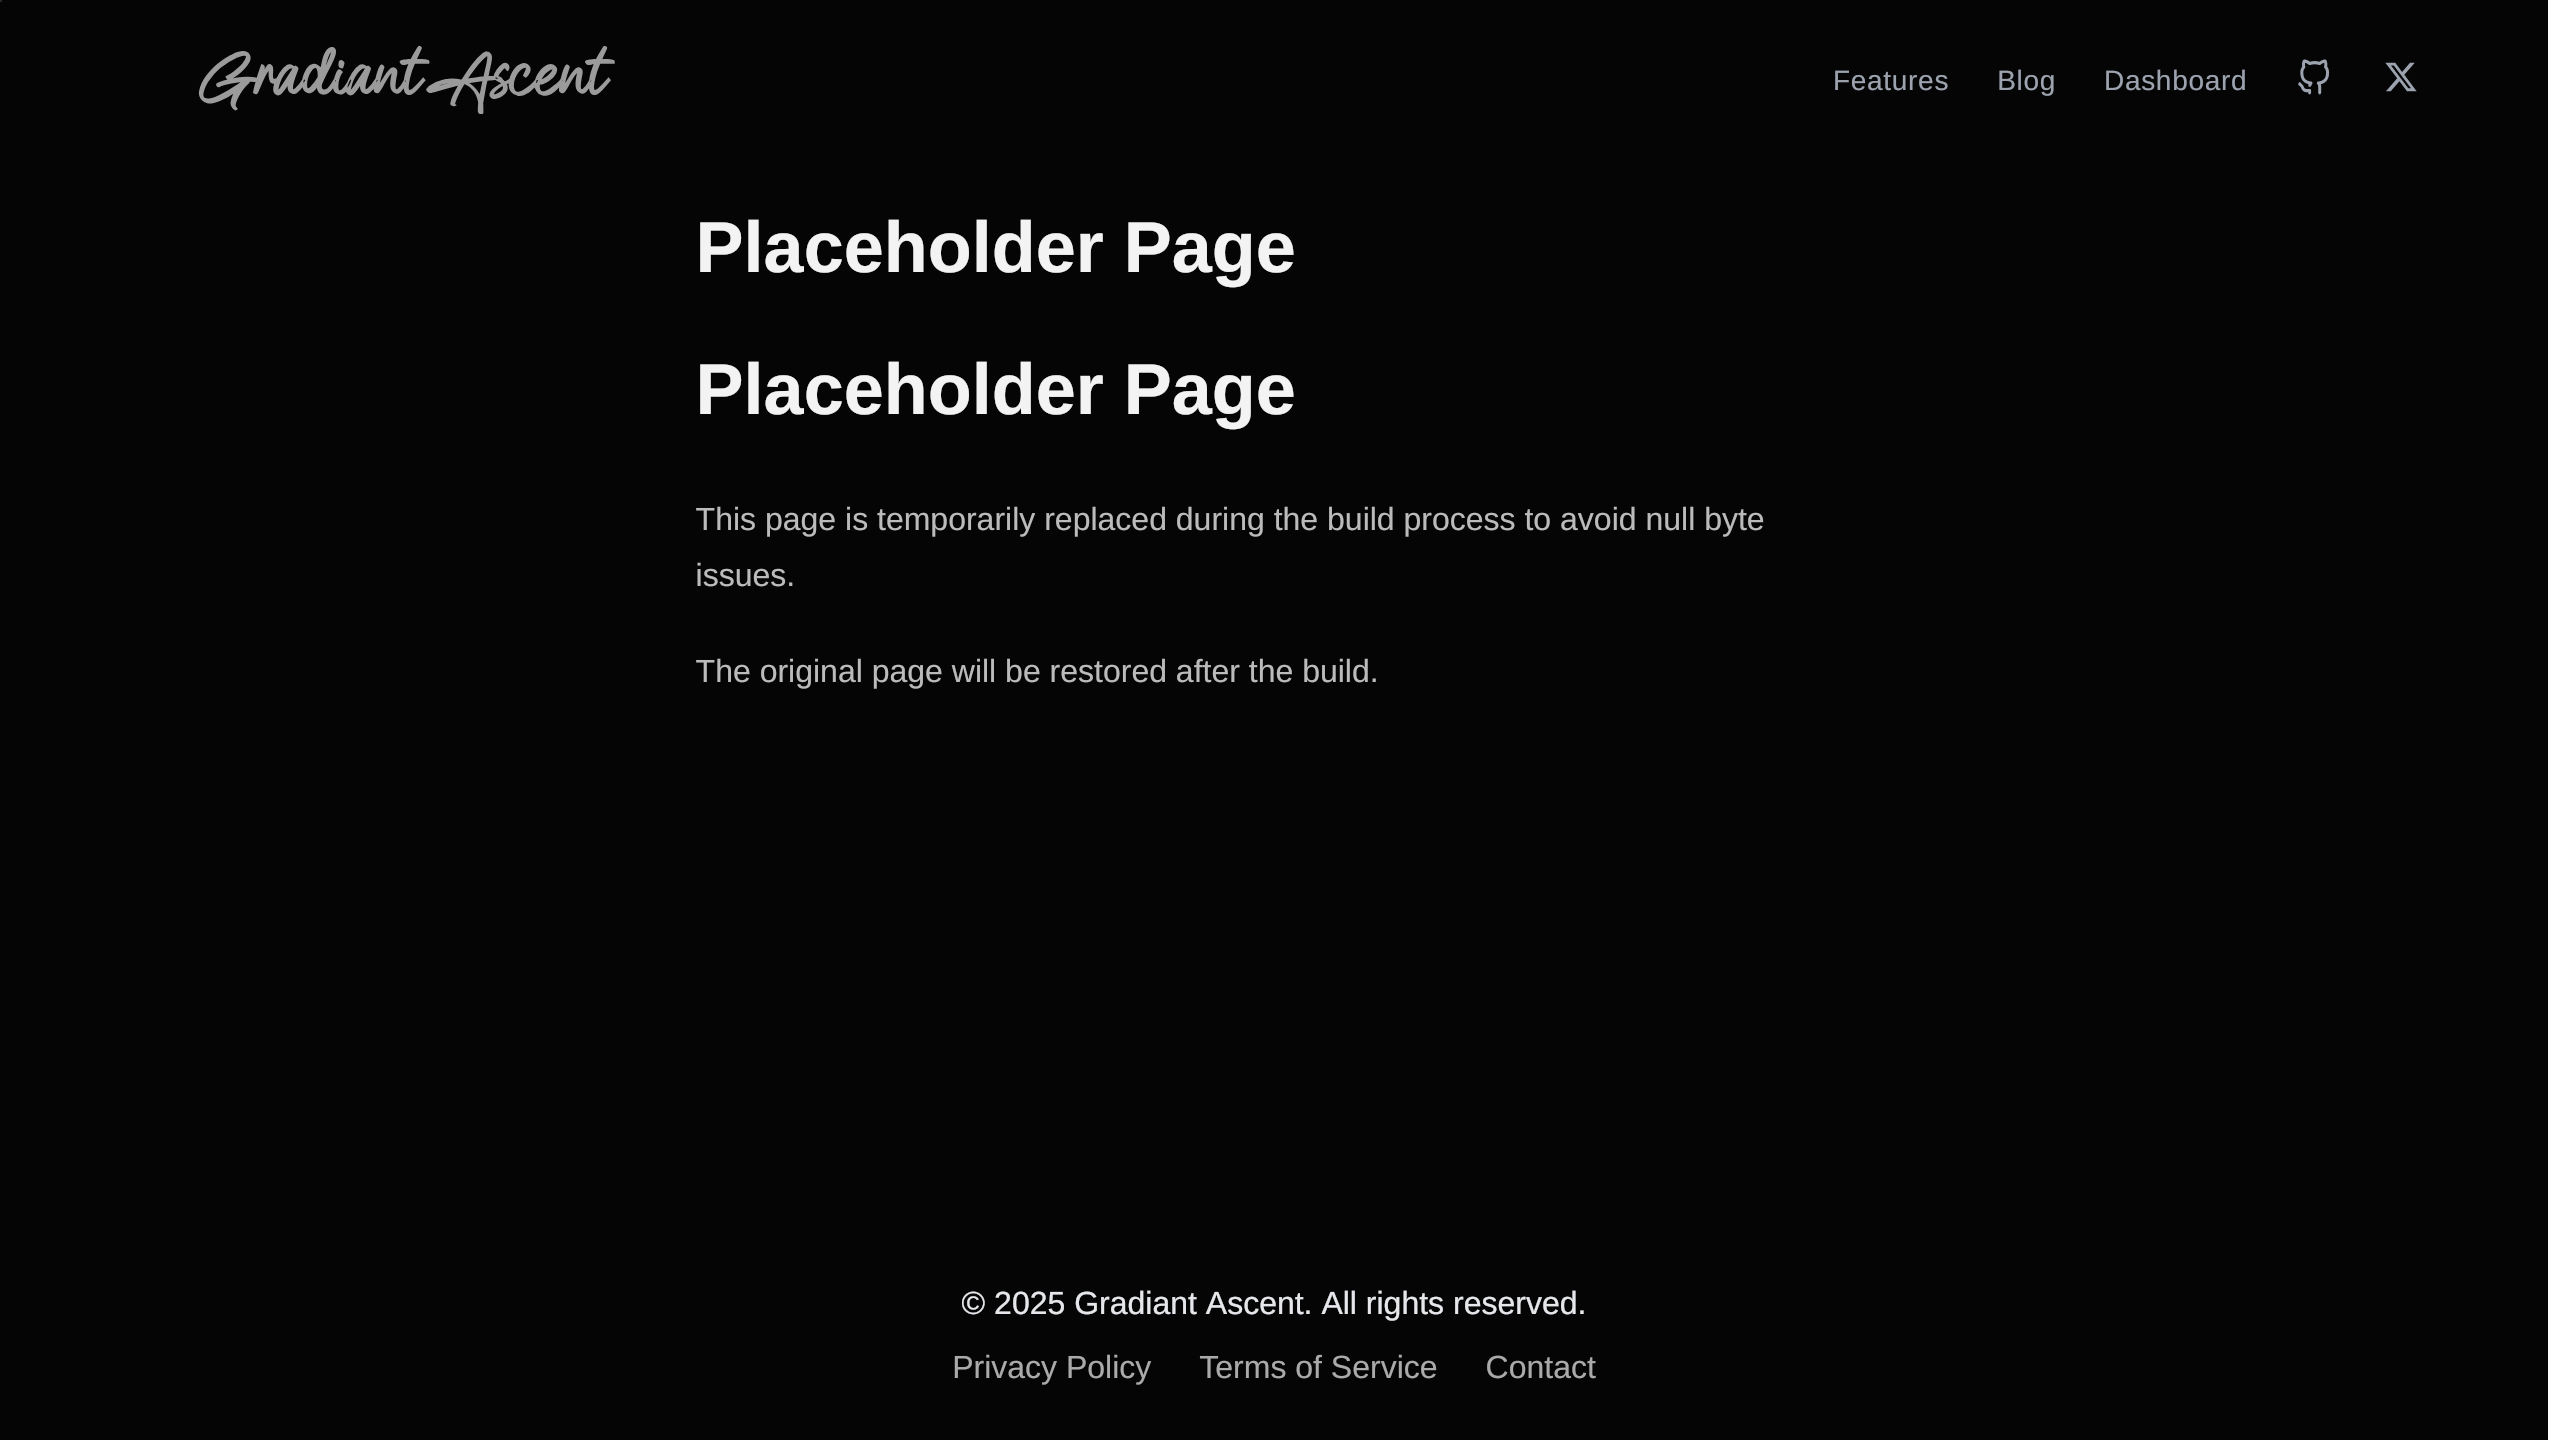 Gradiant Ascent
Features Blog Dashboard
Placeholder Page
Placeholder Page
This page is temporarily replaced during the build process to avoid null byte
issues.
The original page will be restored after the build.
© 2025 Gradiant Ascent. All rights reserved.
Privacy Policy Terms of Service Contact